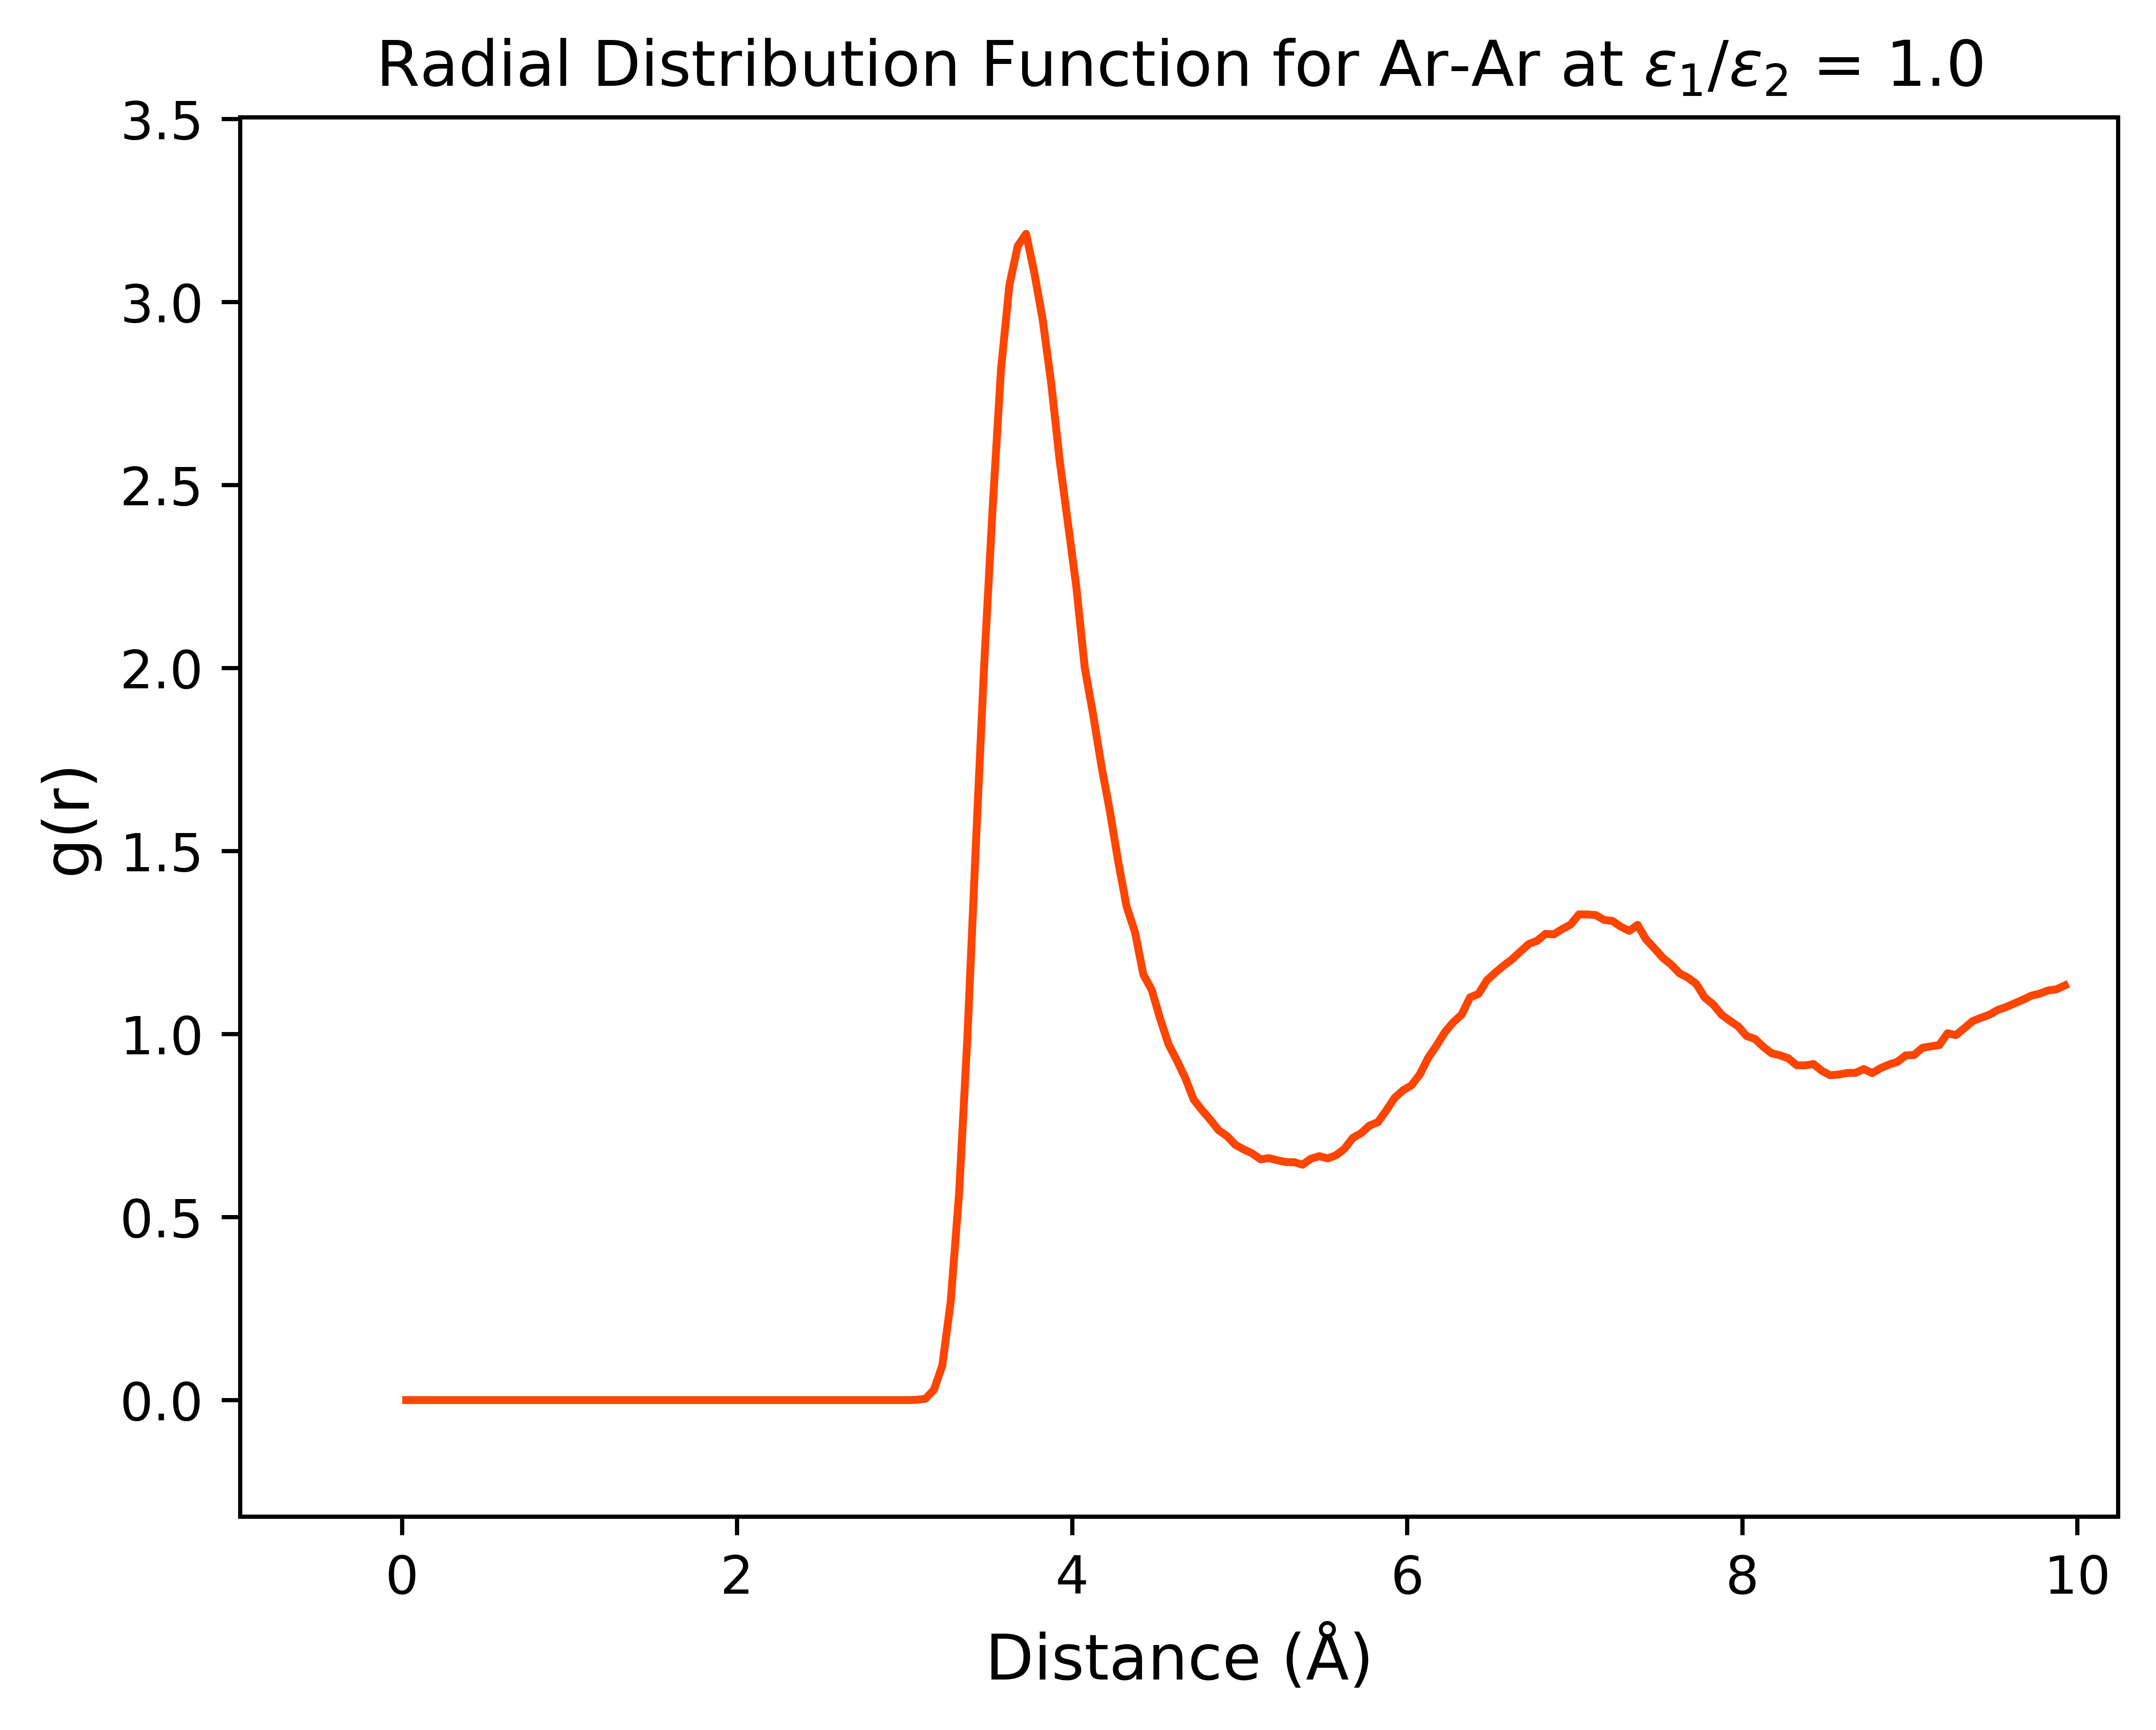 Radial Distribution Function for Ar-Ar at ε₁/ε₂ = 1.0
3.5
3.0
2.5
2.0
1.5
1.0
0.5
0.0
g(r)
0 2 4 6 8 10
Distance (Å)